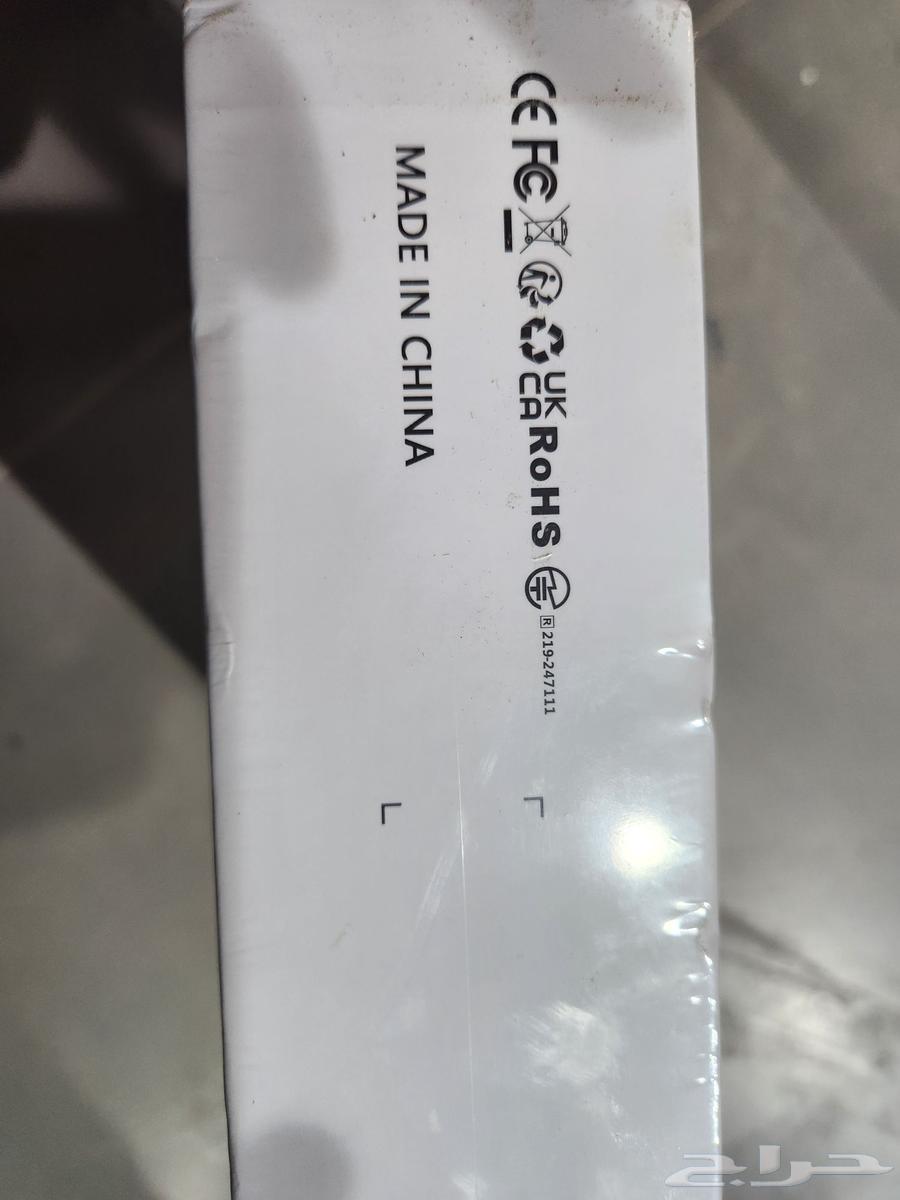 CE FC UK CA RoHS R 219-247111
MADE IN CHINA
حراج